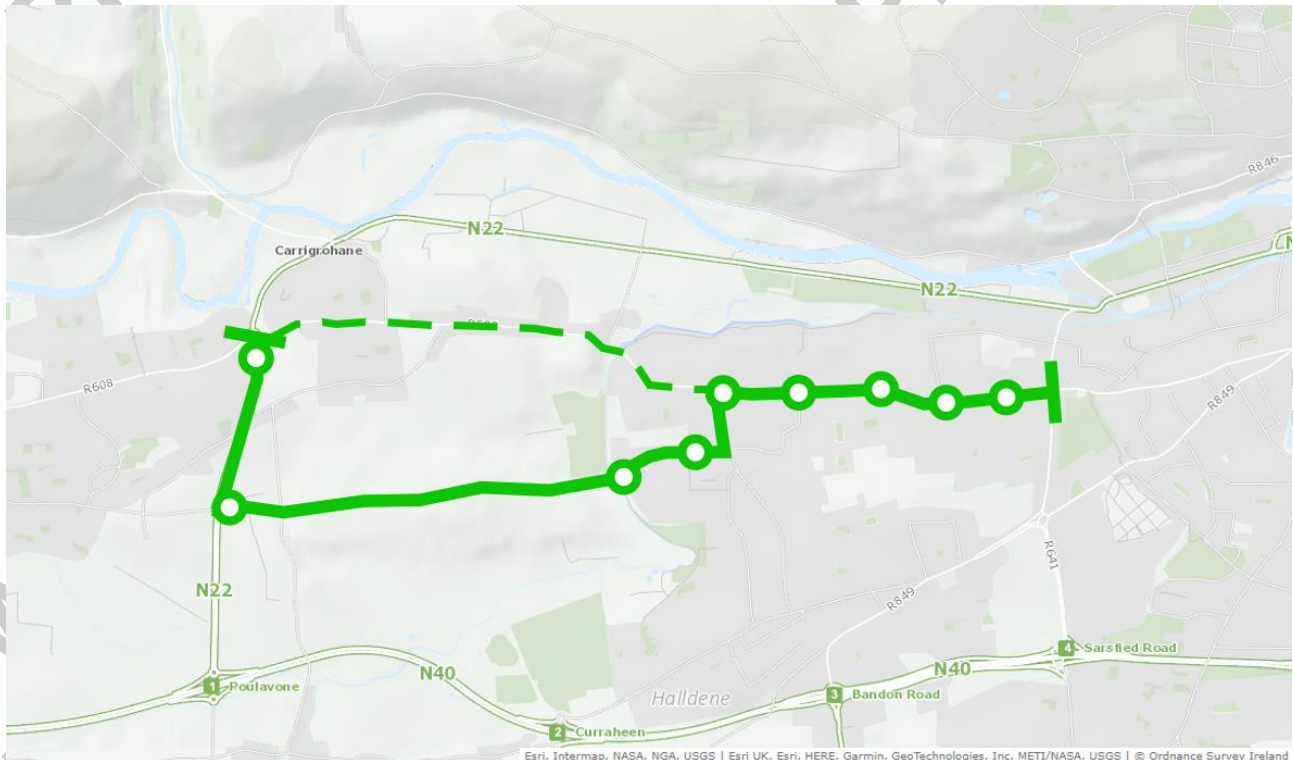 R846
N22
Carrigrohane
N22
R608
R849
R641
N22
R849
4 Sarsfield Road
N40
N40
1 Poulavone
3 Bandon Road
Halldene
2 Curraheen
Esri, Intermap, NASA, NGA, USGS | Esri UK, Esri, HERE, Garmin, GeoTechnologies, Inc, METI/NASA, USGS | © Ordnance Survey Ireland